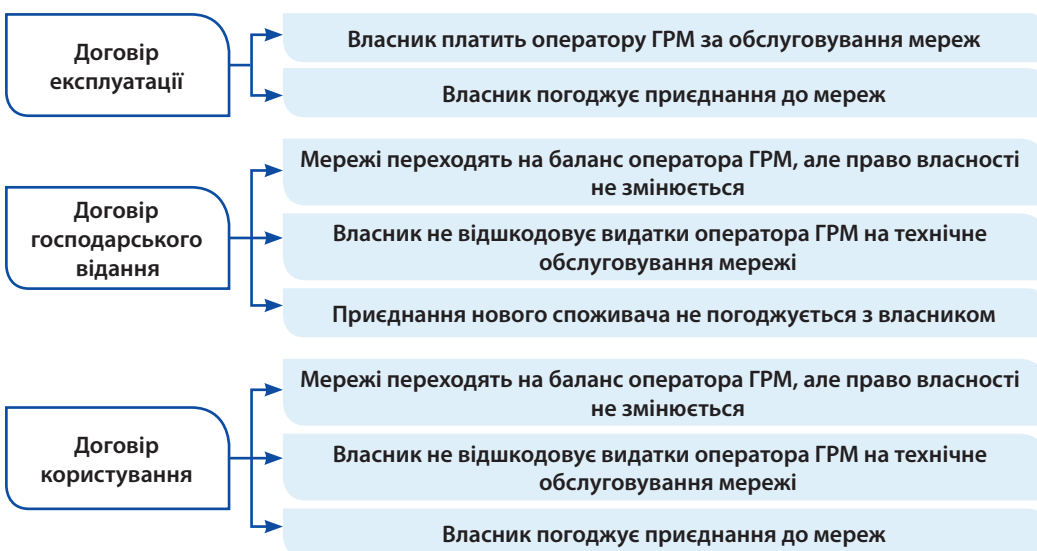 Договір
експлуатації
Власник платить оператору ГРМ за обслуговування мереж
Власник погоджує приєднання до мереж
Договір
господарського
відання
Мережі переходять на баланс оператора ГРМ, але право власності
не змінюється
Власник не відшкодовує видатки оператора ГРМ на технічне
обслуговування мережі
Приєднання нового споживача не погоджується з власником
Договір
користування
Мережі переходять на баланс оператора ГРМ, але право власності
не змінюється
Власник не відшкодовує видатки оператора ГРМ на технічне
обслуговування мережі
Власник погоджує приєднання до мереж